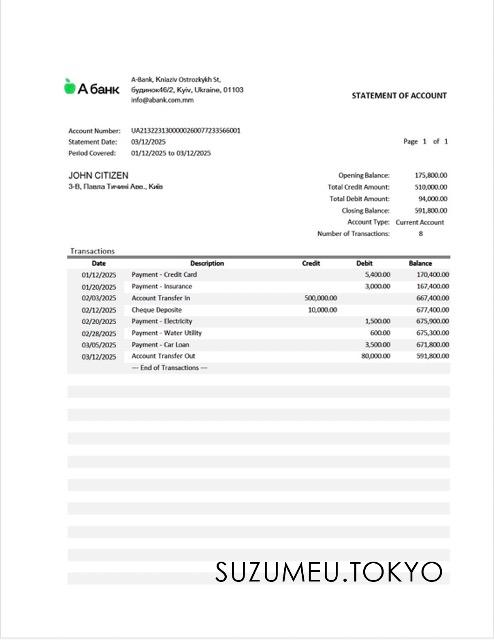 А банк
A-Bank, Kniaziv Ostrozkykh St,
будинок46/2, Kyiv, Ukraine, 01103
info@abank.com.mm
STATEMENT OF ACCOUNT
Account Number: UA2132231300000260077233566001
Statement Date: 03/12/2025 Page 1 of 1
Period Covered: 01/12/2025 to 03/12/2025
JOHN CITIZEN Opening Balance: 175,800.00
3-В, Павла Тичині Аве., Київ Total Credit Amount: 510,000.00
Total Debit Amount: 94,000.00
Closing Balance: 591,800.00
Account Type: Current Account
Number of Transactions: 8
Transactions
Date Description Credit Debit Balance
01/12/2025 Payment - Credit Card 5,400.00 170,400.00
01/20/2025 Payment - Insurance 3,000.00 167,400.00
02/03/2025 Account Transfer In 500,000.00 667,400.00
02/12/2025 Cheque Deposite 10,000.00 677,400.00
02/20/2025 Payment - Electricity 1,500.00 675,900.00
02/28/2025 Payment - Water Utility 600.00 675,300.00
03/05/2025 Payment - Car Loan 3,500.00 671,800.00
03/12/2025 Account Transfer Out 80,000.00 591,800.00
--- End of Transactions ---
SUZUMEU.TOKYO